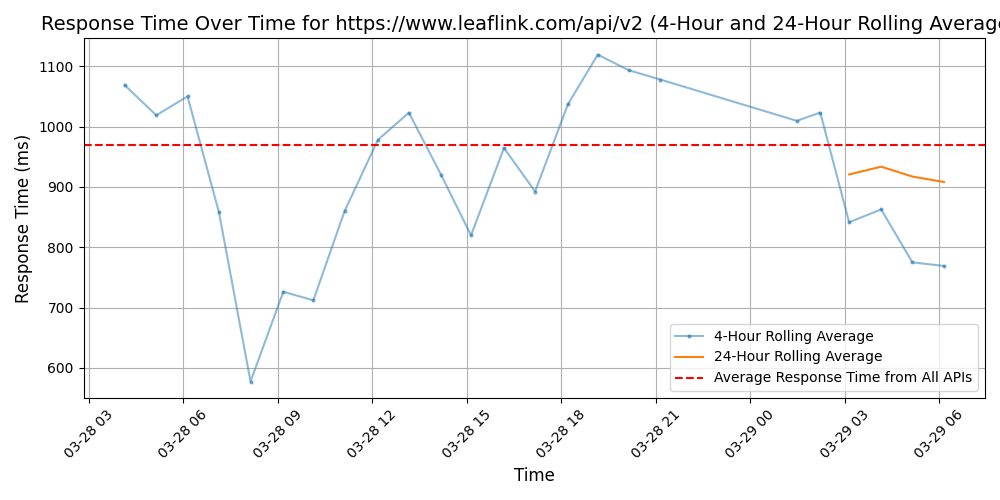 Response Time Over Time for https://www.leaflink.com/api/v2 (4-Hour and 24-Hour Rolling Average
Response Time (ms)
1100
1000
900
800
700
600
4-Hour Rolling Average
24-Hour Rolling Average
Average Response Time from All APIs
03-28 03
03-28 06
03-28 09
03-28 12
03-28 15
03-28 18
03-28 21
03-29 00
03-29 03
03-29 06
Time